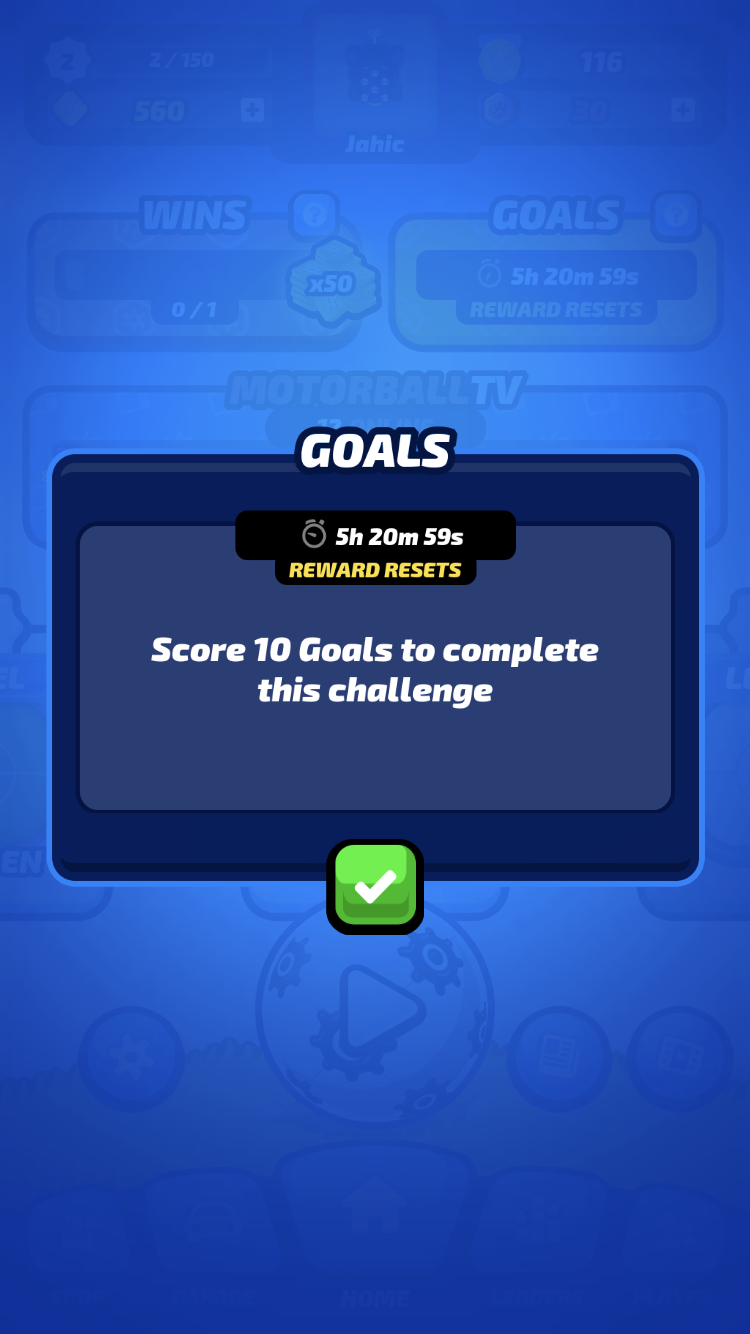 2
2 / 150
116
560
30
Jahic
WINS
?
GOALS
?
x50
5h 20m 59s
0 / 1
REWARD RESETS
MOTORBALLTV
GOALS
5h 20m 59s
REWARD RESETS
Score 10 Goals to complete
this challenge
HOME